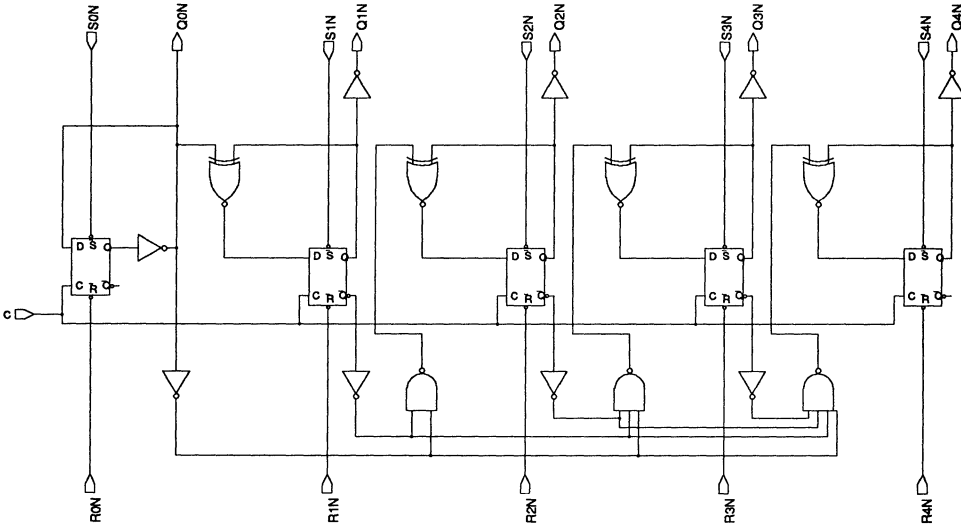 S0N
Q0N
S1N
Q1N
S2N
Q2N
S3N
Q3N
S4N
Q4N
D S Q
C R Q
D S Q
C R Q
D S Q
C R Q
D S Q
C R Q
D S Q
C R Q
C
R0N
R1N
R2N
R3N
R4N